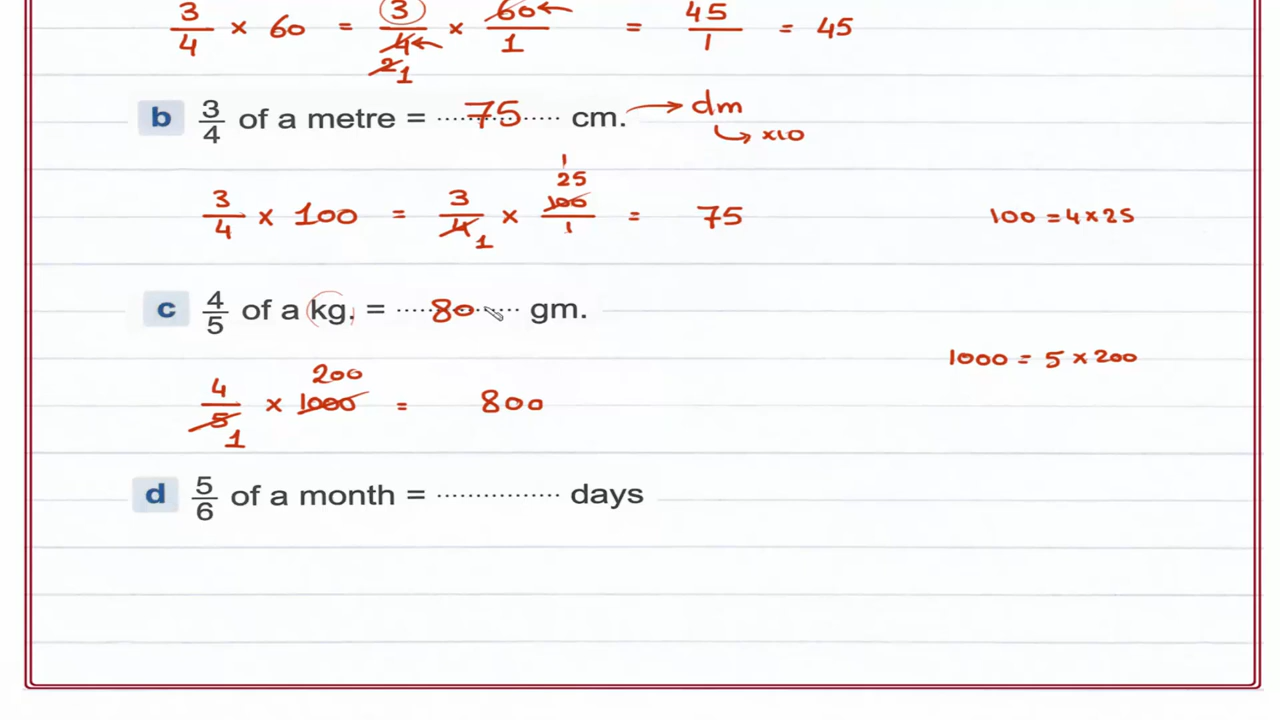 3/4 × 60 = 3/4 2 1 × 60/1 = 45/1 = 45
b 3/4 of a metre = 75 cm. → dm
↳ ×10
3/4 × 100 = 3/4 1 × 1 25 100/1 = 75 100 = 4 × 25
c 4/5 of a kg. = 80 gm.
1000 = 5 × 200
4/5 1 × 200 1000 = 800
d 5/6 of a month = ................ days